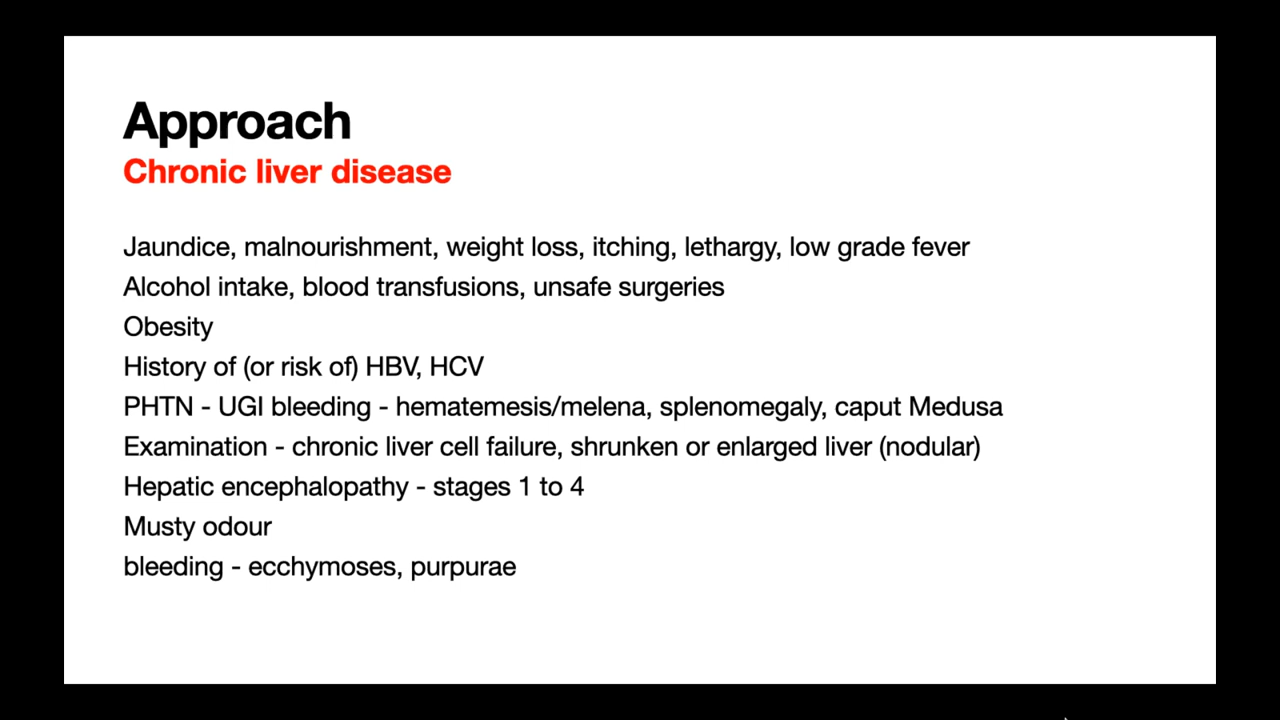 Approach
Chronic liver disease
Jaundice, malnourishment, weight loss, itching, lethargy, low grade fever
Alcohol intake, blood transfusions, unsafe surgeries
Obesity
History of (or risk of) HBV, HCV
PHTN - UGI bleeding - hematemesis/melena, splenomegaly, caput Medusa
Examination - chronic liver cell failure, shrunken or enlarged liver (nodular)
Hepatic encephalopathy - stages 1 to 4
Musty odour
bleeding - ecchymoses, purpurae